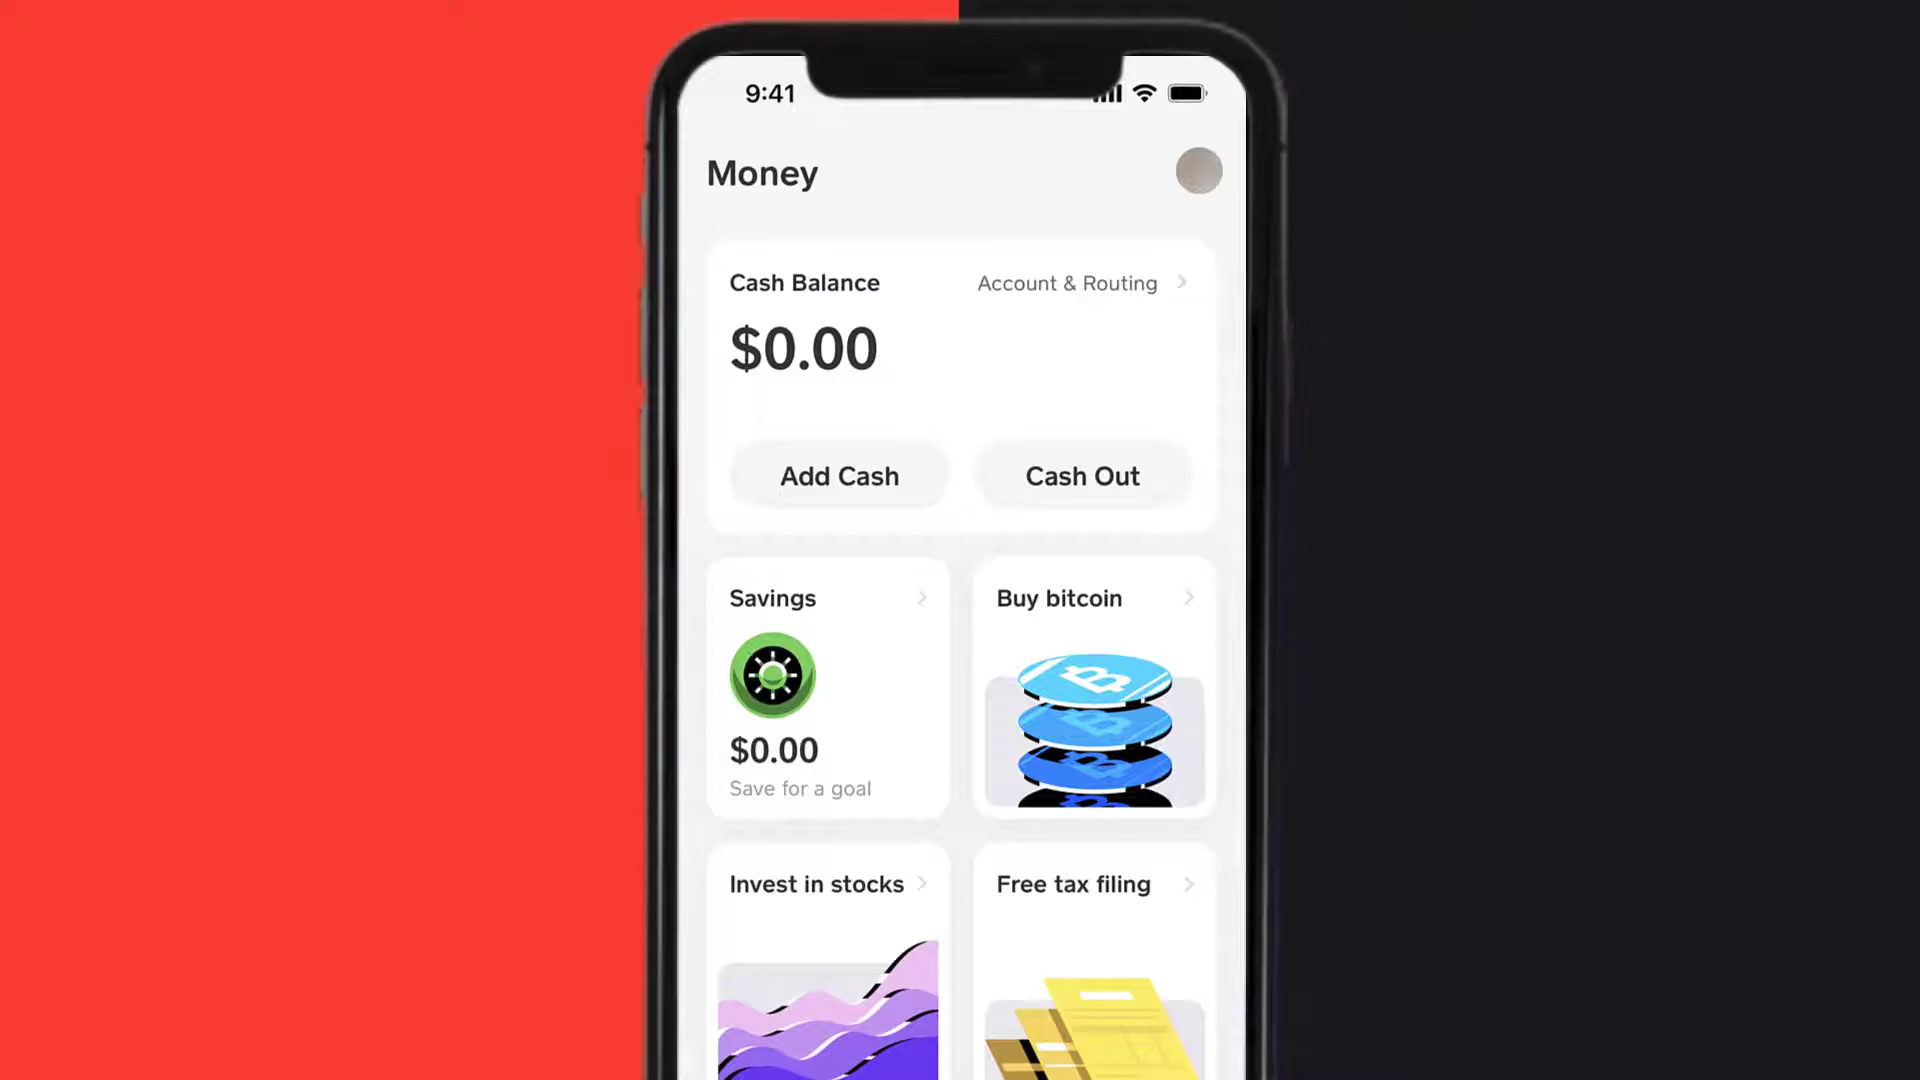 9:41
Money
Cash Balance
Account & Routing
$0.00
Add Cash
Cash Out
Savings
Buy bitcoin
$0.00
Save for a goal
Invest in stocks
Free tax filing